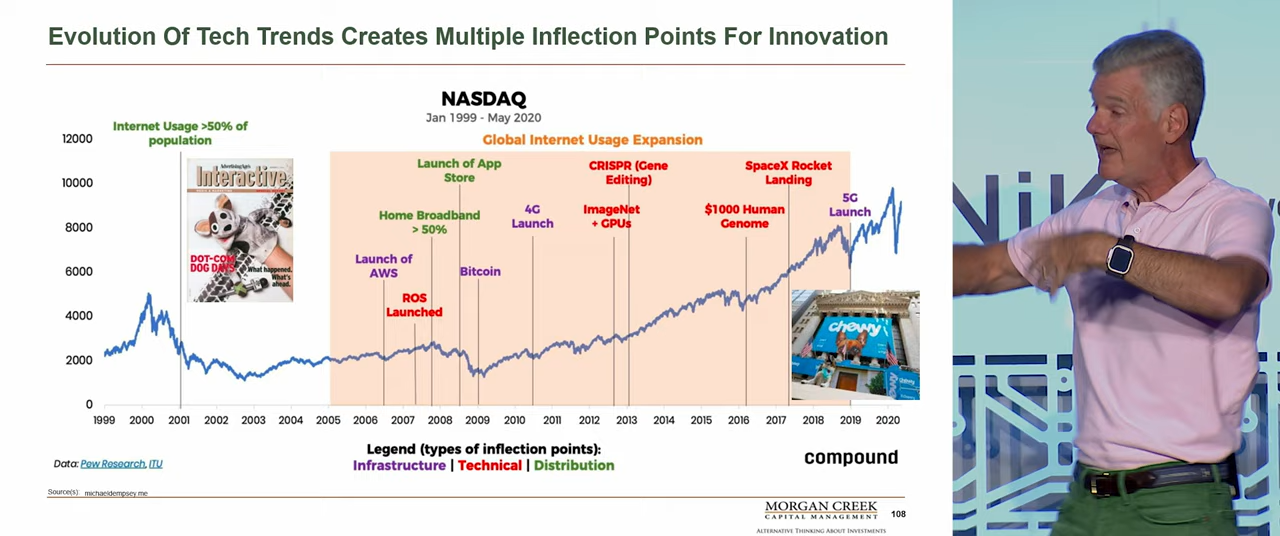 Evolution Of Tech Trends Creates Multiple Inflection Points For Innovation
NASDAQ
Jan 1999 - May 2020
Internet Usage >50% of
population
Global Internet Usage Expansion
12000
10000
8000
6000
4000
2000
0
Advertising Age's
Interactive
DOT-COM
DOG DAYS
What happened.
What's
ahead.
Launch of App
Store
Home Broadband
> 50%
Launch of
AWS
ROS
Launched
Bitcoin
4G
Launch
CRISPR (Gene
Editing)
ImageNet
+ GPUs
SpaceX Rocket
Landing
$1000 Human
Genome
5G
Launch
chewy
1999 2000 2001 2002 2003 2004 2005 2006 2007 2008 2009 2010 2011 2012 2013 2014 2015 2016 2017 2018 2019 2020
Legend (types of inflection points):
Infrastructure | Technical | Distribution
Data: Pew Research, ITU
compound
Source(s): michaeldempsey.me
MORGAN CREEK
CAPITAL MANAGEMENT
ALTERNATIVE THINKING ABOUT INVESTMENTS
108